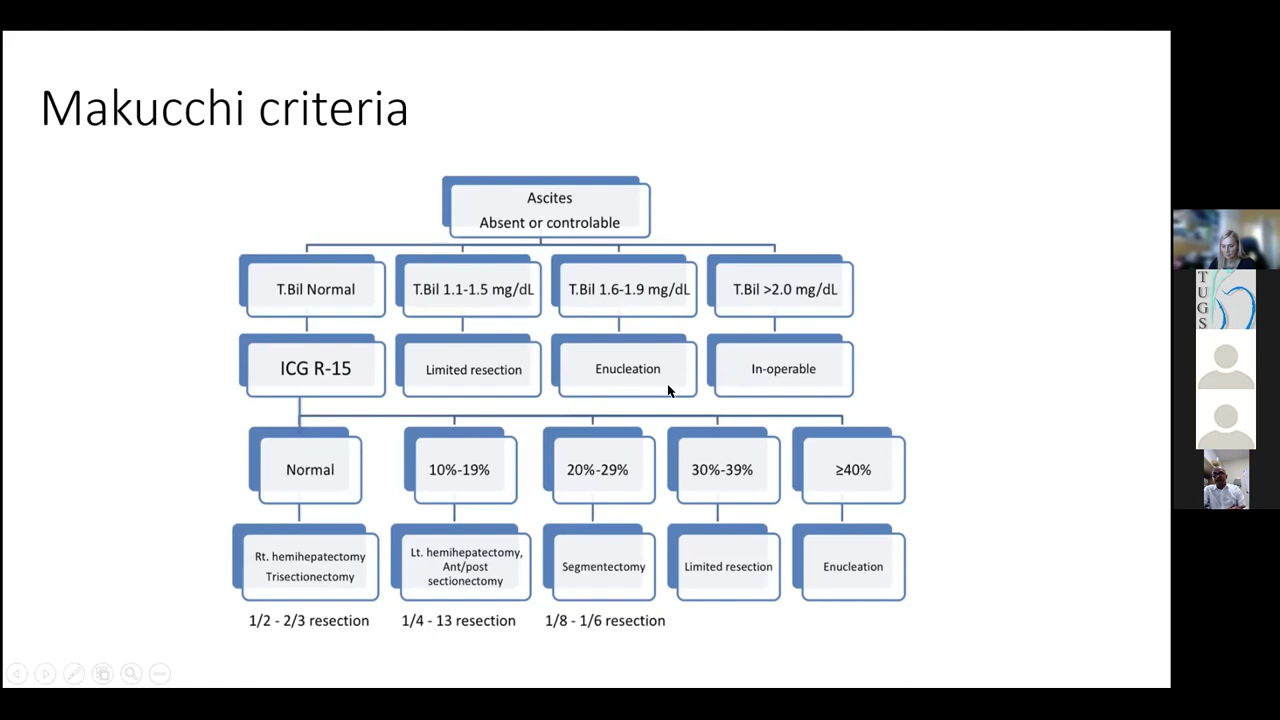 Makucchi criteria
Ascites
Absent or controlable
T.Bil Normal
T.Bil 1.1-1.5 mg/dL
T.Bil 1.6-1.9 mg/dL
T.Bil >2.0 mg/dL
ICG R-15
Limited resection
Enucleation
In-operable
Normal
10%-19%
20%-29%
30%-39%
≥40%
Rt. hemihepatectomy
Trisectionectomy
Lt. hemihepatectomy,
Ant/post
sectionectomy
Segmentectomy
Limited resection
Enucleation
1/2 - 2/3 resection
1/4 - 13 resection
1/8 - 1/6 resection
TUGS